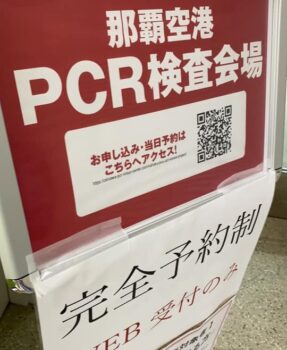 那覇空港
PCR検査会場
お申し込み・当日予約は
こちらへアクセス!
完全予約制
WEB 受付のみ